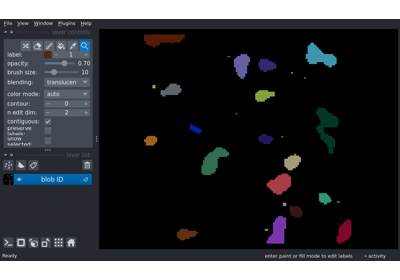 File View Window Plugins Help
layer controls
label: 1
opacity: 0.70
brush size: 10
blending: translucen
color mode: auto
contour: 0
n edit dim: 2
contiguous:
preserve labels:
show selected:
layer list
blob ID
Ready
enter paint or fill mode to edit labels
activity